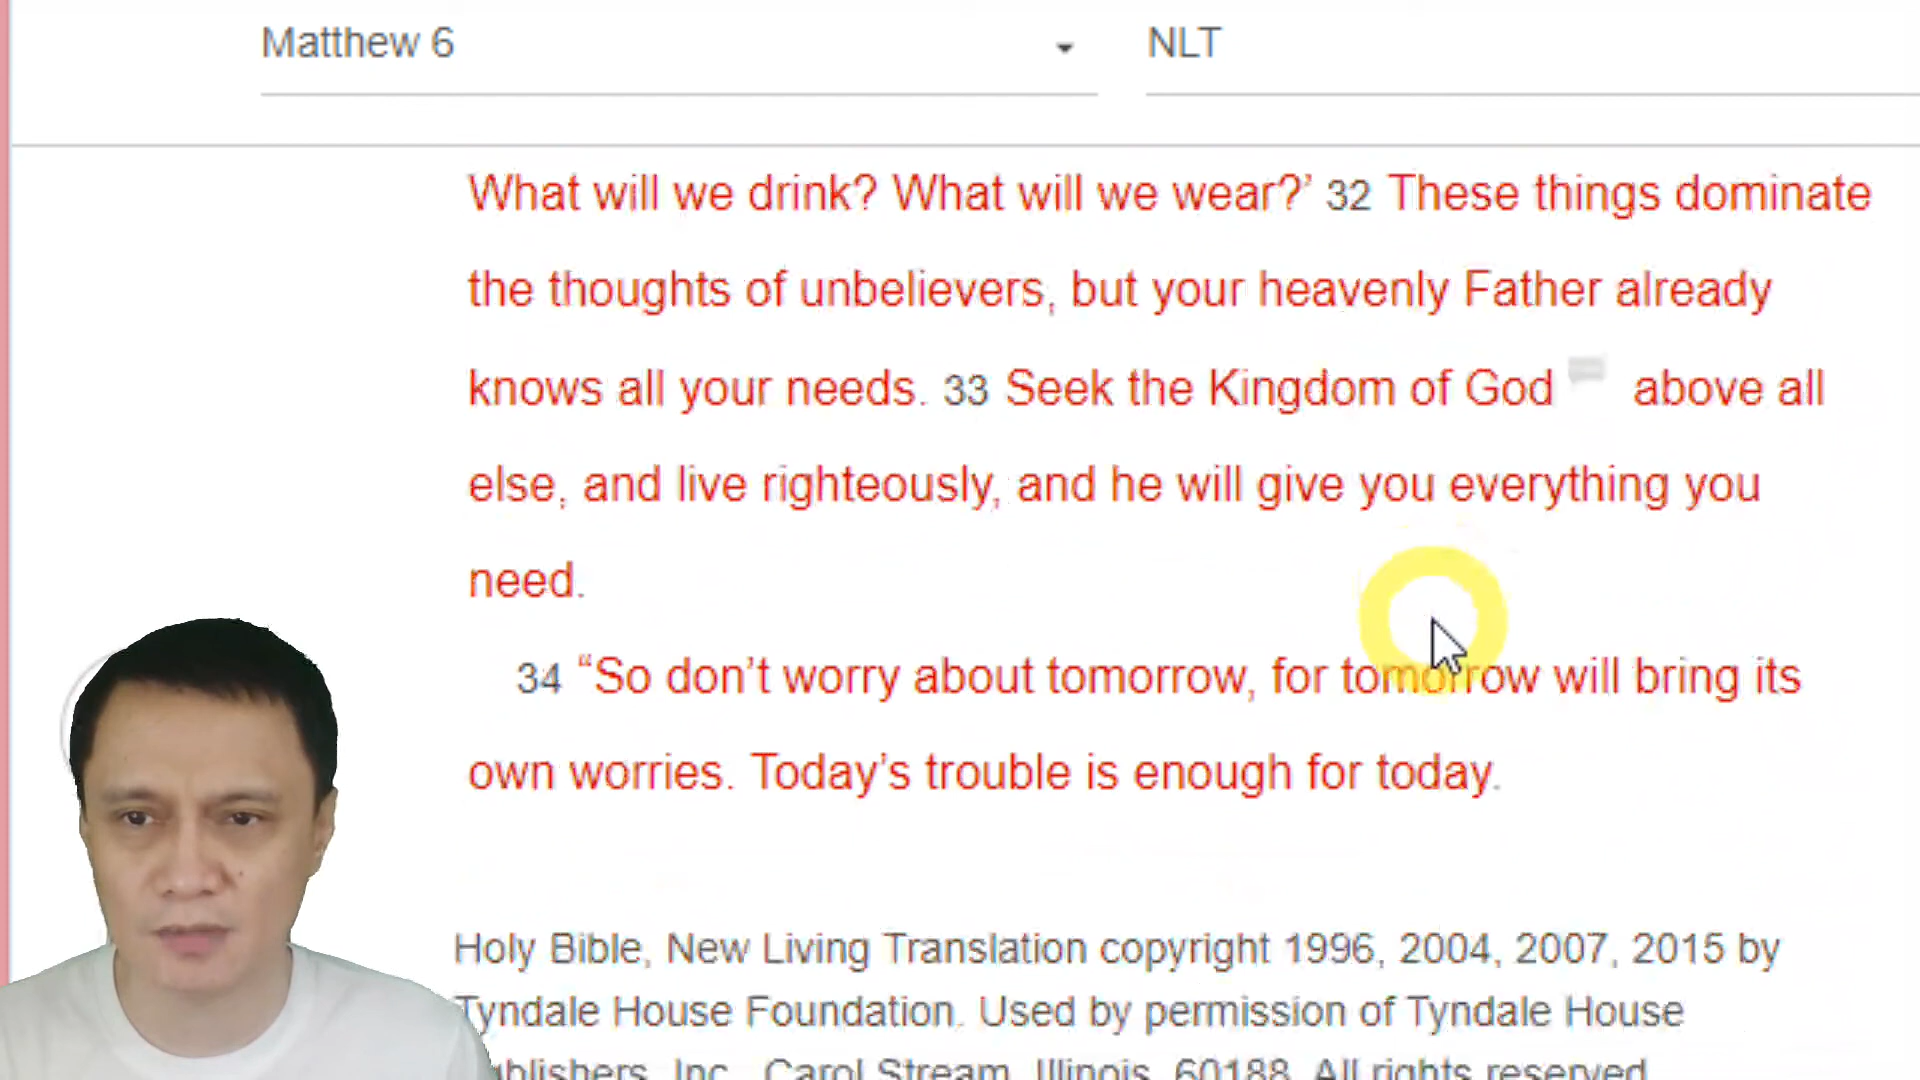 Matthew 6 NLT
What will we drink? What will we wear?’ 32 These things dominate
the thoughts of unbelievers, but your heavenly Father already
knows all your needs. 33 Seek the Kingdom of God above all
else, and live righteously, and he will give you everything you
need.
34 “So don’t worry about tomorrow, for tomorrow will bring its
own worries. Today’s trouble is enough for today.
Holy Bible, New Living Translation copyright 1996, 2004, 2007, 2015 by
Tyndale House Foundation. Used by permission of Tyndale House
Publishers, Inc., Carol Stream, Illinois 60188. All rights reserved.